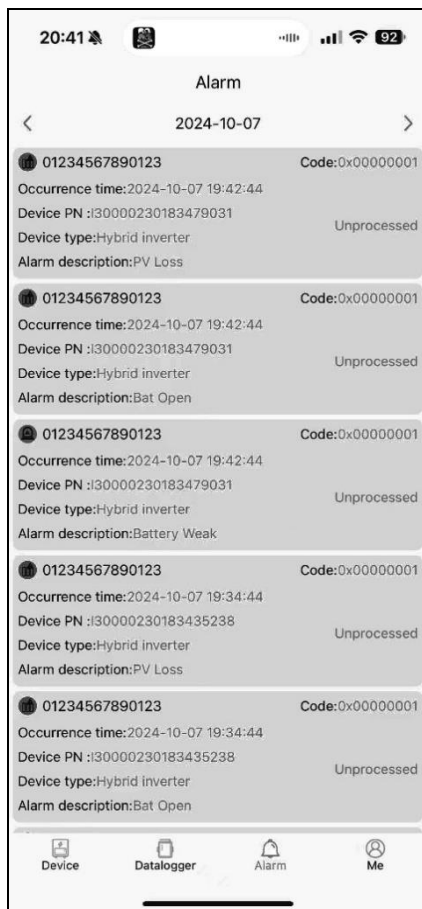 20:41
92
Alarm
2024-10-07
01234567890123 Code:0x00000001
Occurrence time:2024-10-07 19:42:44
Device PN :I30000230183479031
Unprocessed
Device type:Hybrid inverter
Alarm description:PV Loss
01234567890123 Code:0x00000001
Occurrence time:2024-10-07 19:42:44
Device PN :I30000230183479031
Unprocessed
Device type:Hybrid inverter
Alarm description:Bat Open
01234567890123 Code:0x00000001
Occurrence time:2024-10-07 19:42:44
Device PN :I30000230183479031
Unprocessed
Device type:Hybrid inverter
Alarm description:Battery Weak
01234567890123 Code:0x00000001
Occurrence time:2024-10-07 19:34:44
Device PN :I30000230183435238
Unprocessed
Device type:Hybrid inverter
Alarm description:PV Loss
01234567890123 Code:0x00000001
Occurrence time:2024-10-07 19:34:44
Device PN :I30000230183435238
Unprocessed
Device type:Hybrid inverter
Alarm description:Bat Open
Device Datalogger Alarm Me